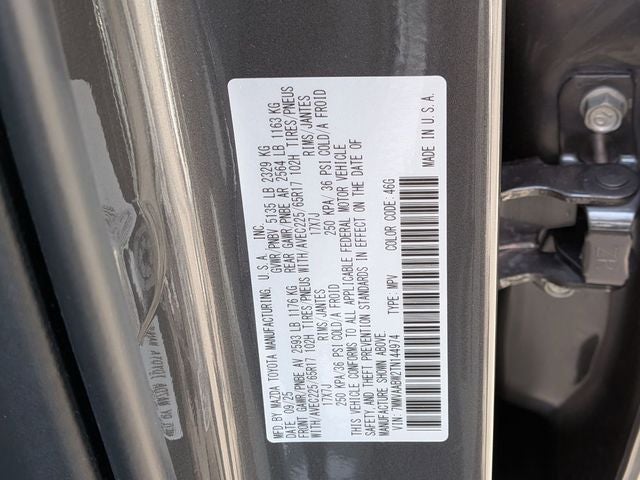 MFD. BY MAZDA TOYOTA MANUFACTURING, U.S.A., INC.
DATE: 09/25 GVWR/PNBV 5135 LB 2329 KG
FRONT GAWR/PNBE AV 2593 LB 1176 KG REAR GAWR/PNBE AR 2564 LB 1163 KG
WITH/AVEC225/65R17 102H TIRES/PNEUS WITH/AVEC225/65R17 102H TIRES/PNEUS
17X7J RIMS/JANTES 17X7J RIMS/JANTES
250 KPA/ 36 PSI COLD/A FROID 250 KPA/ 36 PSI COLD/A FROID
THIS VEHICLE CONFORMS TO ALL APPLICABLE FEDERAL MOTOR VEHICLE
SAFETY AND THEFT PREVENTION STANDARDS IN EFFECT ON THE DATE OF
MANUFACTURE SHOWN ABOVE.
VIN: 7MMVAABW2TN144974 TYPE: MPV COLOR CODE: 46G
MADE IN U.S.A.